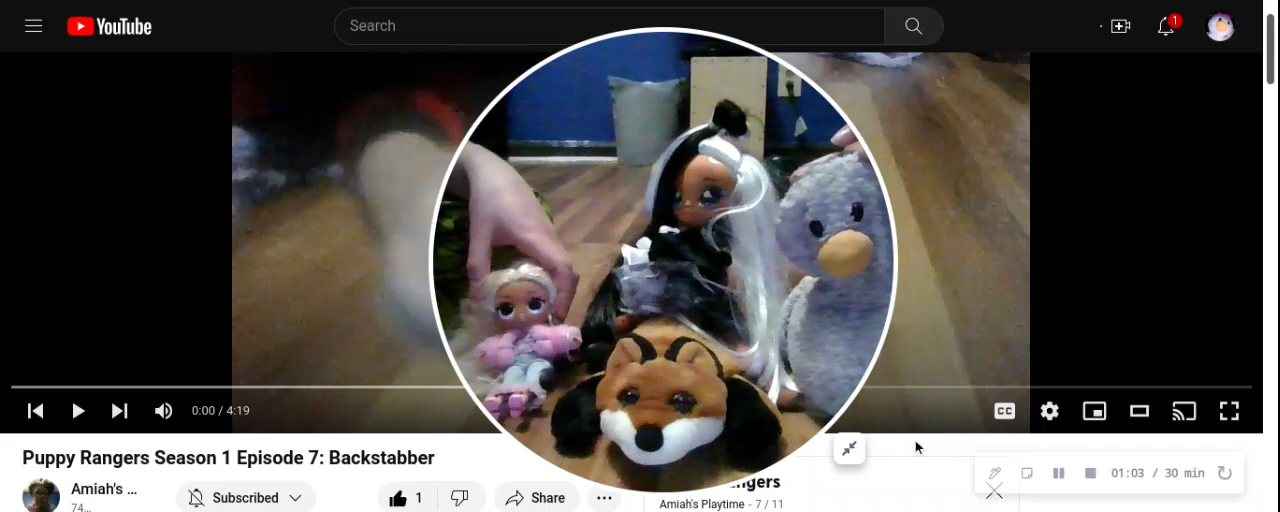 YouTube
Search
1
0:00 / 4:19
CC
Puppy Rangers Season 1 Episode 7: Backstabber
Amiah's ...
74...
Subscribed
1
Share
...
ngers
Amiah's Playtime - 7 / 11
01:03 / 30 min